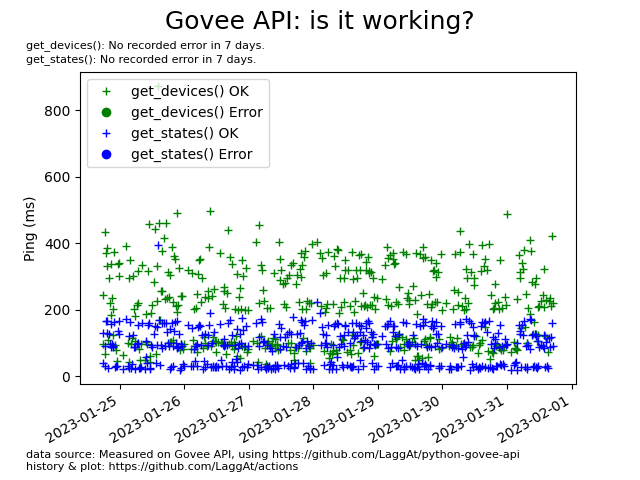 Govee API: is it working?
get_devices(): No recorded error in 7 days.
get_states(): No recorded error in 7 days.
get_devices() OK
get_devices() Error
get_states() OK
get_states() Error
Ping (ms)
800
600
400
200
0
2023-01-25
2023-01-26
2023-01-27
2023-01-28
2023-01-29
2023-01-30
2023-01-31
2023-02-01
data source: Measured on Govee API, using https://github.com/LaggAt/python-govee-api
history & plot: https://github.com/LaggAt/actions